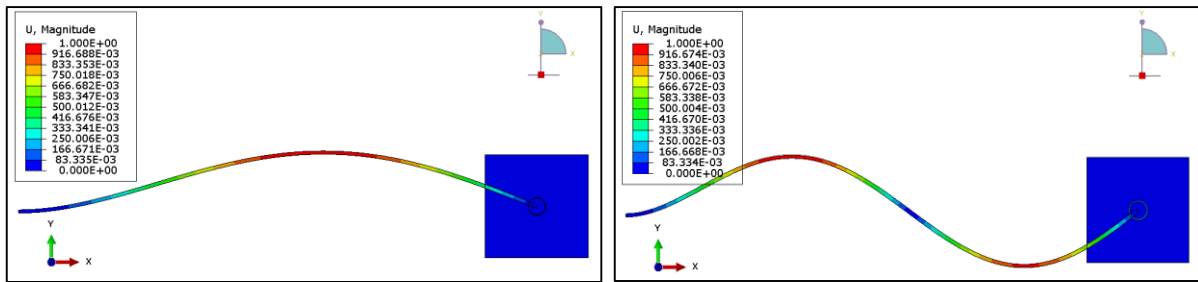 U, Magnitude
1.000E+00
916.688E-03
833.353E-03
750.018E-03
666.682E-03
583.347E-03
500.012E-03
416.676E-03
333.341E-03
250.006E-03
166.671E-03
83.335E-03
0.000E+00
Y
X
Y
X
U, Magnitude
1.000E+00
916.674E-03
833.340E-03
750.006E-03
666.672E-03
583.338E-03
500.004E-03
416.670E-03
333.336E-03
250.002E-03
166.668E-03
83.334E-03
0.000E+00
Y
X
Y
X